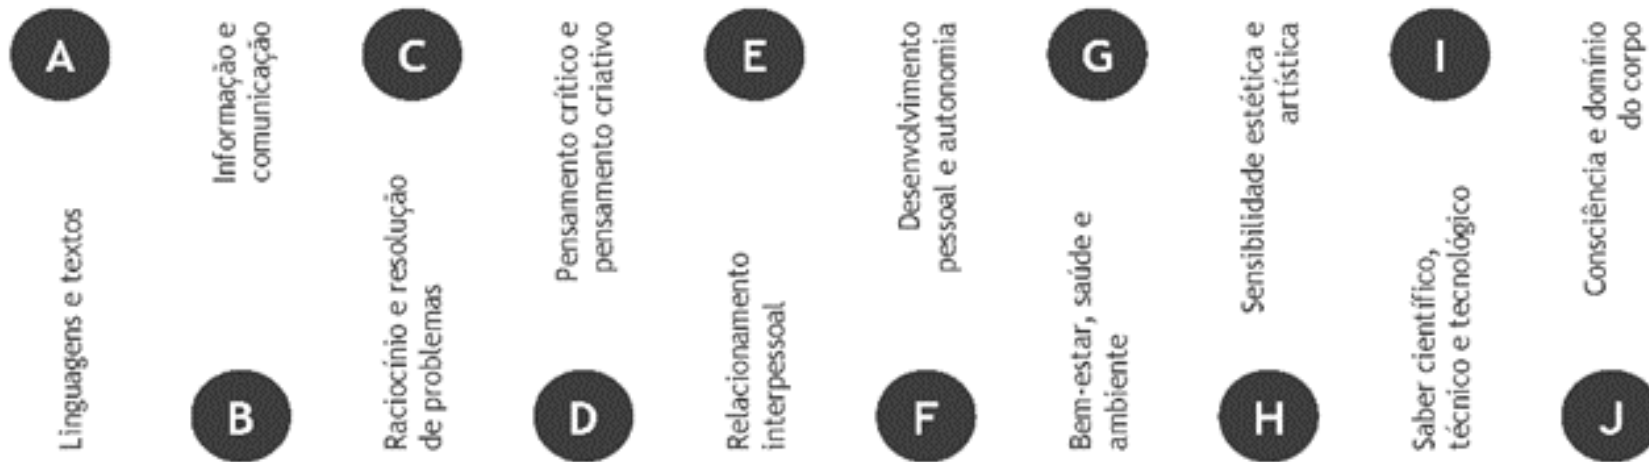 A
Linguagens e textos
B
Informação e
comunicação
C
Raciocínio e resolução
de problemas
D
Pensamento crítico e
pensamento criativo
E
Relacionamento
interpessoal
F
Desenvolvimento
pessoal e autonomia
G
Bem-estar, saúde e
ambiente
H
Sensibilidade estética e
artística
I
Saber científico,
técnico e tecnológico
J
Consciência e domínio
do corpo